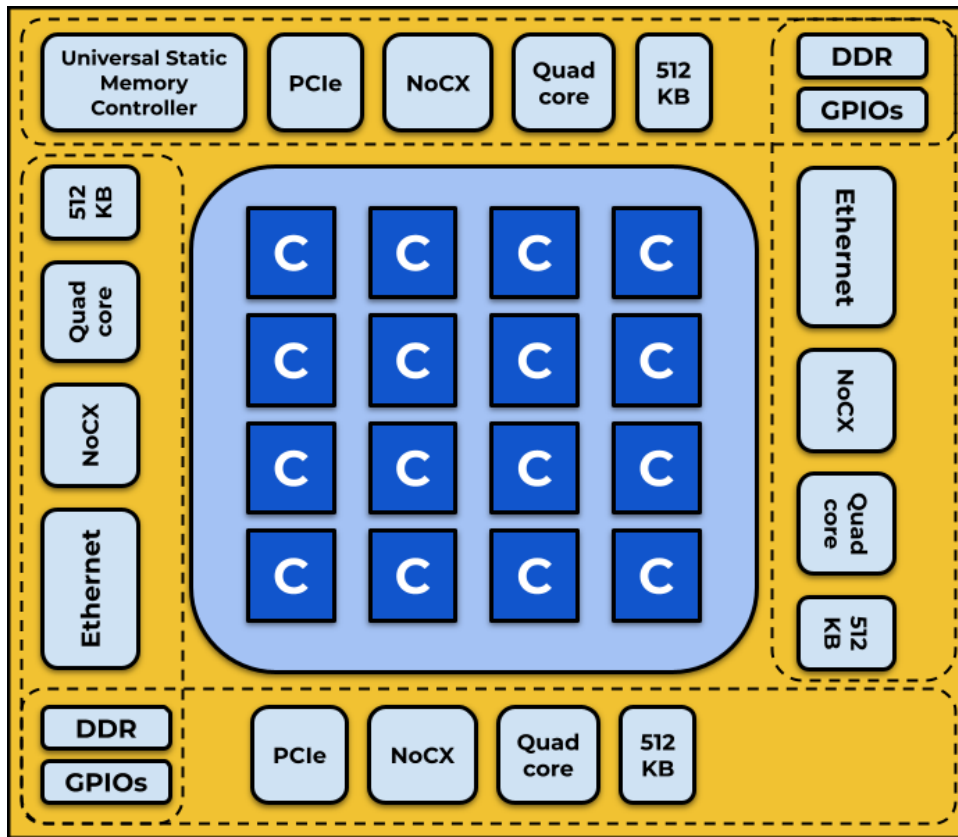 Universal Static
Memory
Controller
PCIe
NoCX
Quad
core
512
KB
DDR
GPIOs
512
KB
Quad
core
NoCX
Ethernet
C C C C
C C C C
C C C C
C C C C
Ethernet
NoCX
Quad
core
512
KB
DDR
GPIOs
PCIe
NoCX
Quad
core
512
KB